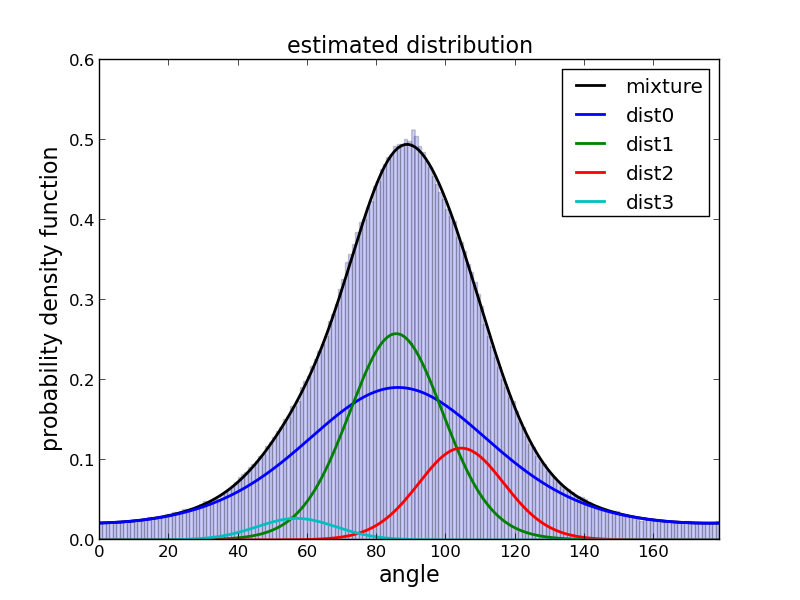 estimated distribution
probability density function
0.6
0.5
0.4
0.3
0.2
0.1
0.0
mixture
dist0
dist1
dist2
dist3
0 20 40 60 80 100 120 140 160
angle